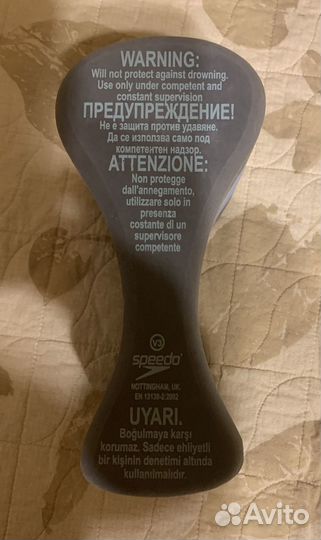 WARNING:
Will not protect against drowning.
Use only under competent and
constant supervision
ПРЕДУПРЕЖДЕНИЕ!
Не е защита против удавяне.
Да се използва само под
компетентен надзор.
ATTENZIONE:
Non protegge
dall'annegamento,
utilizzare solo in
presenza
costante di un
supervisore
competente
V3
speedo
NOTTINGHAM, UK.
EN 13138-2:2002
UYARI.
Boğulmaya karşı
korumaz. Sadece ehliyetli
bir kişinin denetimi altında
kullanılmalıdır.
Avito